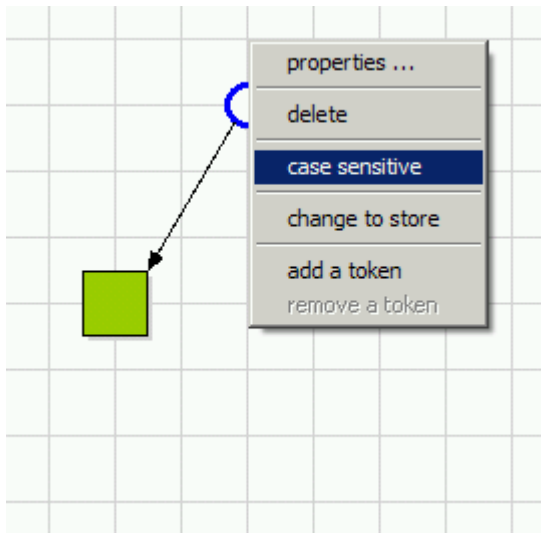 properties ...
delete
case sensitive
change to store
add a token
remove a token